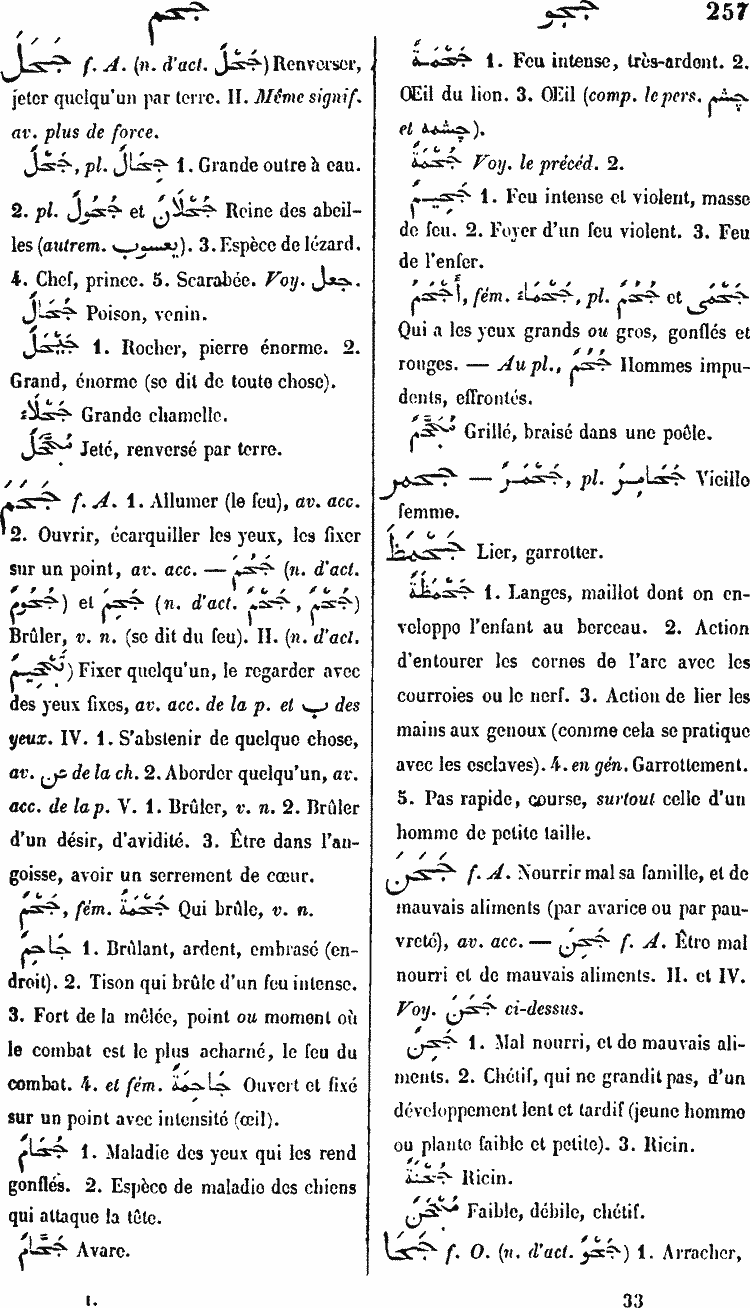 جحم
جحو 257
جَحَلَ f. A. (n. d'act. جَحْلٌ) Renverser,
jeter quelqu'un par terre. II. Même signif.
av. plus de force.
جَحْلٌ, pl. جِحَالٌ 1. Grande outre à eau.
2. pl. جُحُولٌ et جُحْلَانٌ Reine des abeil-
les (autrem. يعسوب). 3. Espèce de lézard.
4. Chef, prince. 5. Scarabée. Voy. جعل.
جُحَالٌ Poison, venin.
جَيْحَلٌ 1. Rocher, pierre énorme. 2.
Grand, énorme (se dit de toute chose).
جَحْلَاءُ Grande chamelle.
مُجَحَّلٌ Jeté, renversé par terre.
جَحَمَ f. A. 1. Allumer (le feu), av. acc.
2. Ouvrir, écarquiller les yeux, les fixer
sur un point, av. acc. — جَحُمَ (n. d'act.
جُحُومٌ) et جَحِمَ (n. d'act. جَحَمٌ, جَحْمٌ)
Brûler, v. n. (se dit du feu). II. (n. d'act.
تَجْحِيمٌ) Fixer quelqu'un, le regarder avec
des yeux fixes, av. acc. de la p. et ب des
yeux. IV. 1. S'abstenir de quelque chose,
av. عن de la ch. 2. Aborder quelqu'un, av.
acc. de la p. V. 1. Brûler, v. n. 2. Brûler
d'un désir, d'avidité. 3. Être dans l'an-
goisse, avoir un serrement de cœur.
جَحْمٌ, fém. جَحْمَةٌ Qui brûle, v. n.
جَاحِمٌ 1. Brûlant, ardent, embrasé (en-
droit). 2. Tison qui brûle d'un feu intense.
3. Fort de la mêlée, point ou moment où
le combat est le plus acharné, le feu du
combat. 4. et fém. جَاحِمَةٌ Ouvert et fixé
sur un point avec intensité (œil).
جُحَامٌ 1. Maladie des yeux qui les rend
gonflés. 2. Espèce de maladie des chiens
qui attaque la tête.
جَحَّامٌ Avare.
جَحْمَةٌ 1. Feu intense, très-ardent. 2.
Œil du lion. 3. Œil (comp. le pers. چشم
et چشمه).
جُحْمَةٌ Voy. le précéd. 2.
جَحِيمٌ 1. Feu intense et violent, masse
de feu. 2. Foyer d'un feu violent. 3. Feu
de l'enfer.
أَجْحَمُ, fém. جَحْمَاءُ, pl. جُحْمٌ et جَحْمَى
Qui a les yeux grands ou gros, gonflés et
rouges. — Au pl., جُحُمٌ Hommes impu-
dents, effrontés.
مُجَحَّمٌ Grillé, braisé dans une poêle.
جحمر — جَحْمَرٌ, pl. جَحَامِرُ Vieille
femme.
جَحْمَظَ Lier, garrotter.
جَحْمَظَةٌ 1. Langes, maillot dont on en-
veloppe l'enfant au berceau. 2. Action
d'entourer les cornes de l'arc avec les
courroies ou le nerf. 3. Action de lier les
mains aux genoux (comme cela se pratique
avec les esclaves). 4. en gén. Garrottement.
5. Pas rapide, course, surtout celle d'un
homme de petite taille.
جَحَنَ f. A. Nourrir mal sa famille, et de
mauvais aliments (par avarice ou par pau-
vreté), av. acc. — جَحِنَ f. A. Être mal
nourri et de mauvais aliments. II. et IV.
Voy. جَحَنَ ci-dessus.
جَحِنٌ 1. Mal nourri, et de mauvais ali-
ments. 2. Chétif, qui ne grandit pas, d'un
développement lent et tardif (jeune homme
ou plante faible et petite). 3. Ricin.
جَحْنَةٌ Ricin.
مُجْحَنٌ Faible, débile, chétif.
جَحَا f. O. (n. d'act. جَحْوٌ) 1. Arracher,
I.
33